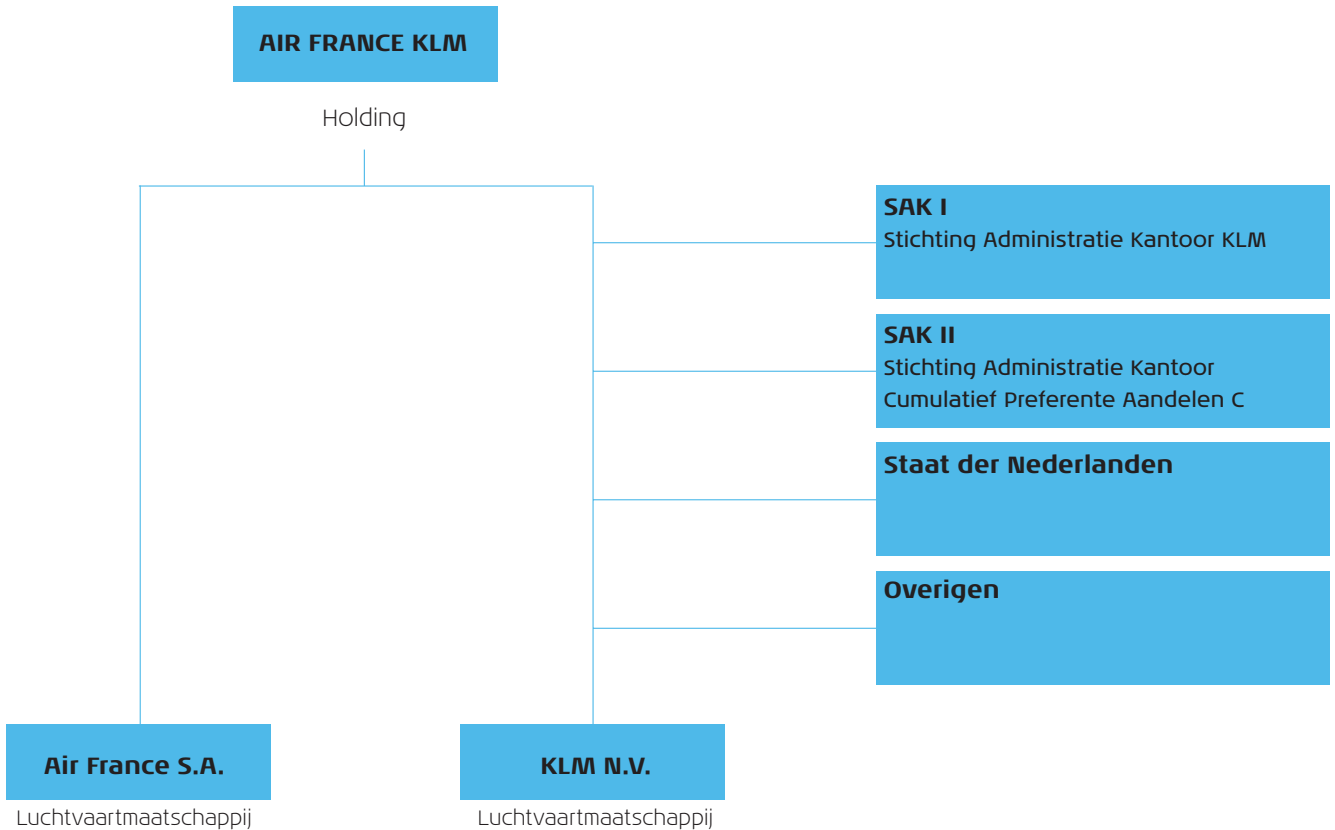 AIR FRANCE KLM
Holding
SAK I
Stichting Administratie Kantoor KLM
SAK II
Stichting Administratie Kantoor
Cumulatief Preferente Aandelen C
Staat der Nederlanden
Overigen
Air France S.A.
Luchtvaartmaatschappij
KLM N.V.
Luchtvaartmaatschappij